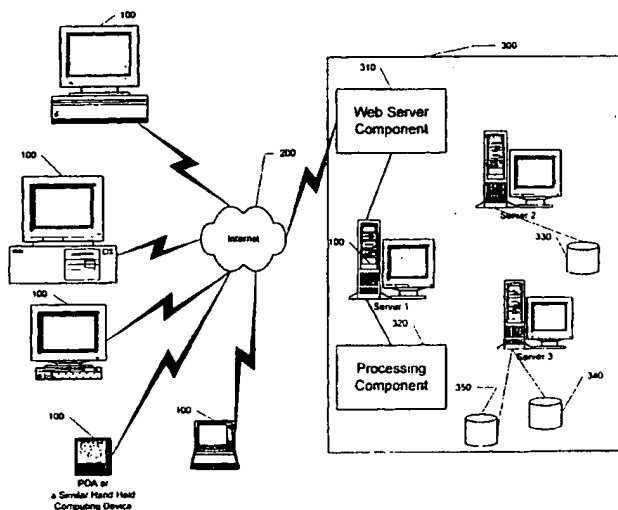 100
300
310
Web Server
Component
100
200
Internet
Server 2
330
100
100
Server 1
320
Processing
Component
Server 3
350
340
100
100
PDA or
a Similar Hand Held
Computing Device